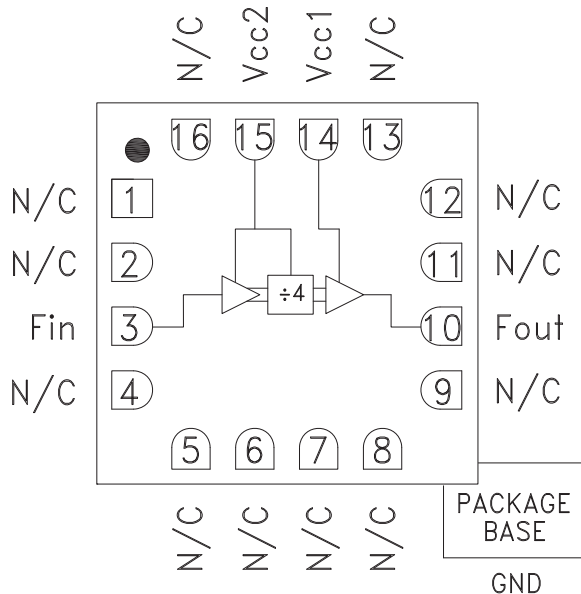 N/C Vcc2 Vcc1 N/C
16 15 14 13
N/C 1 12 N/C
N/C 2 11 N/C
÷4
Fin 3 10 Fout
N/C 4 9 N/C
5 6 7 8
N/C N/C N/C N/C
PACKAGE
BASE
GND